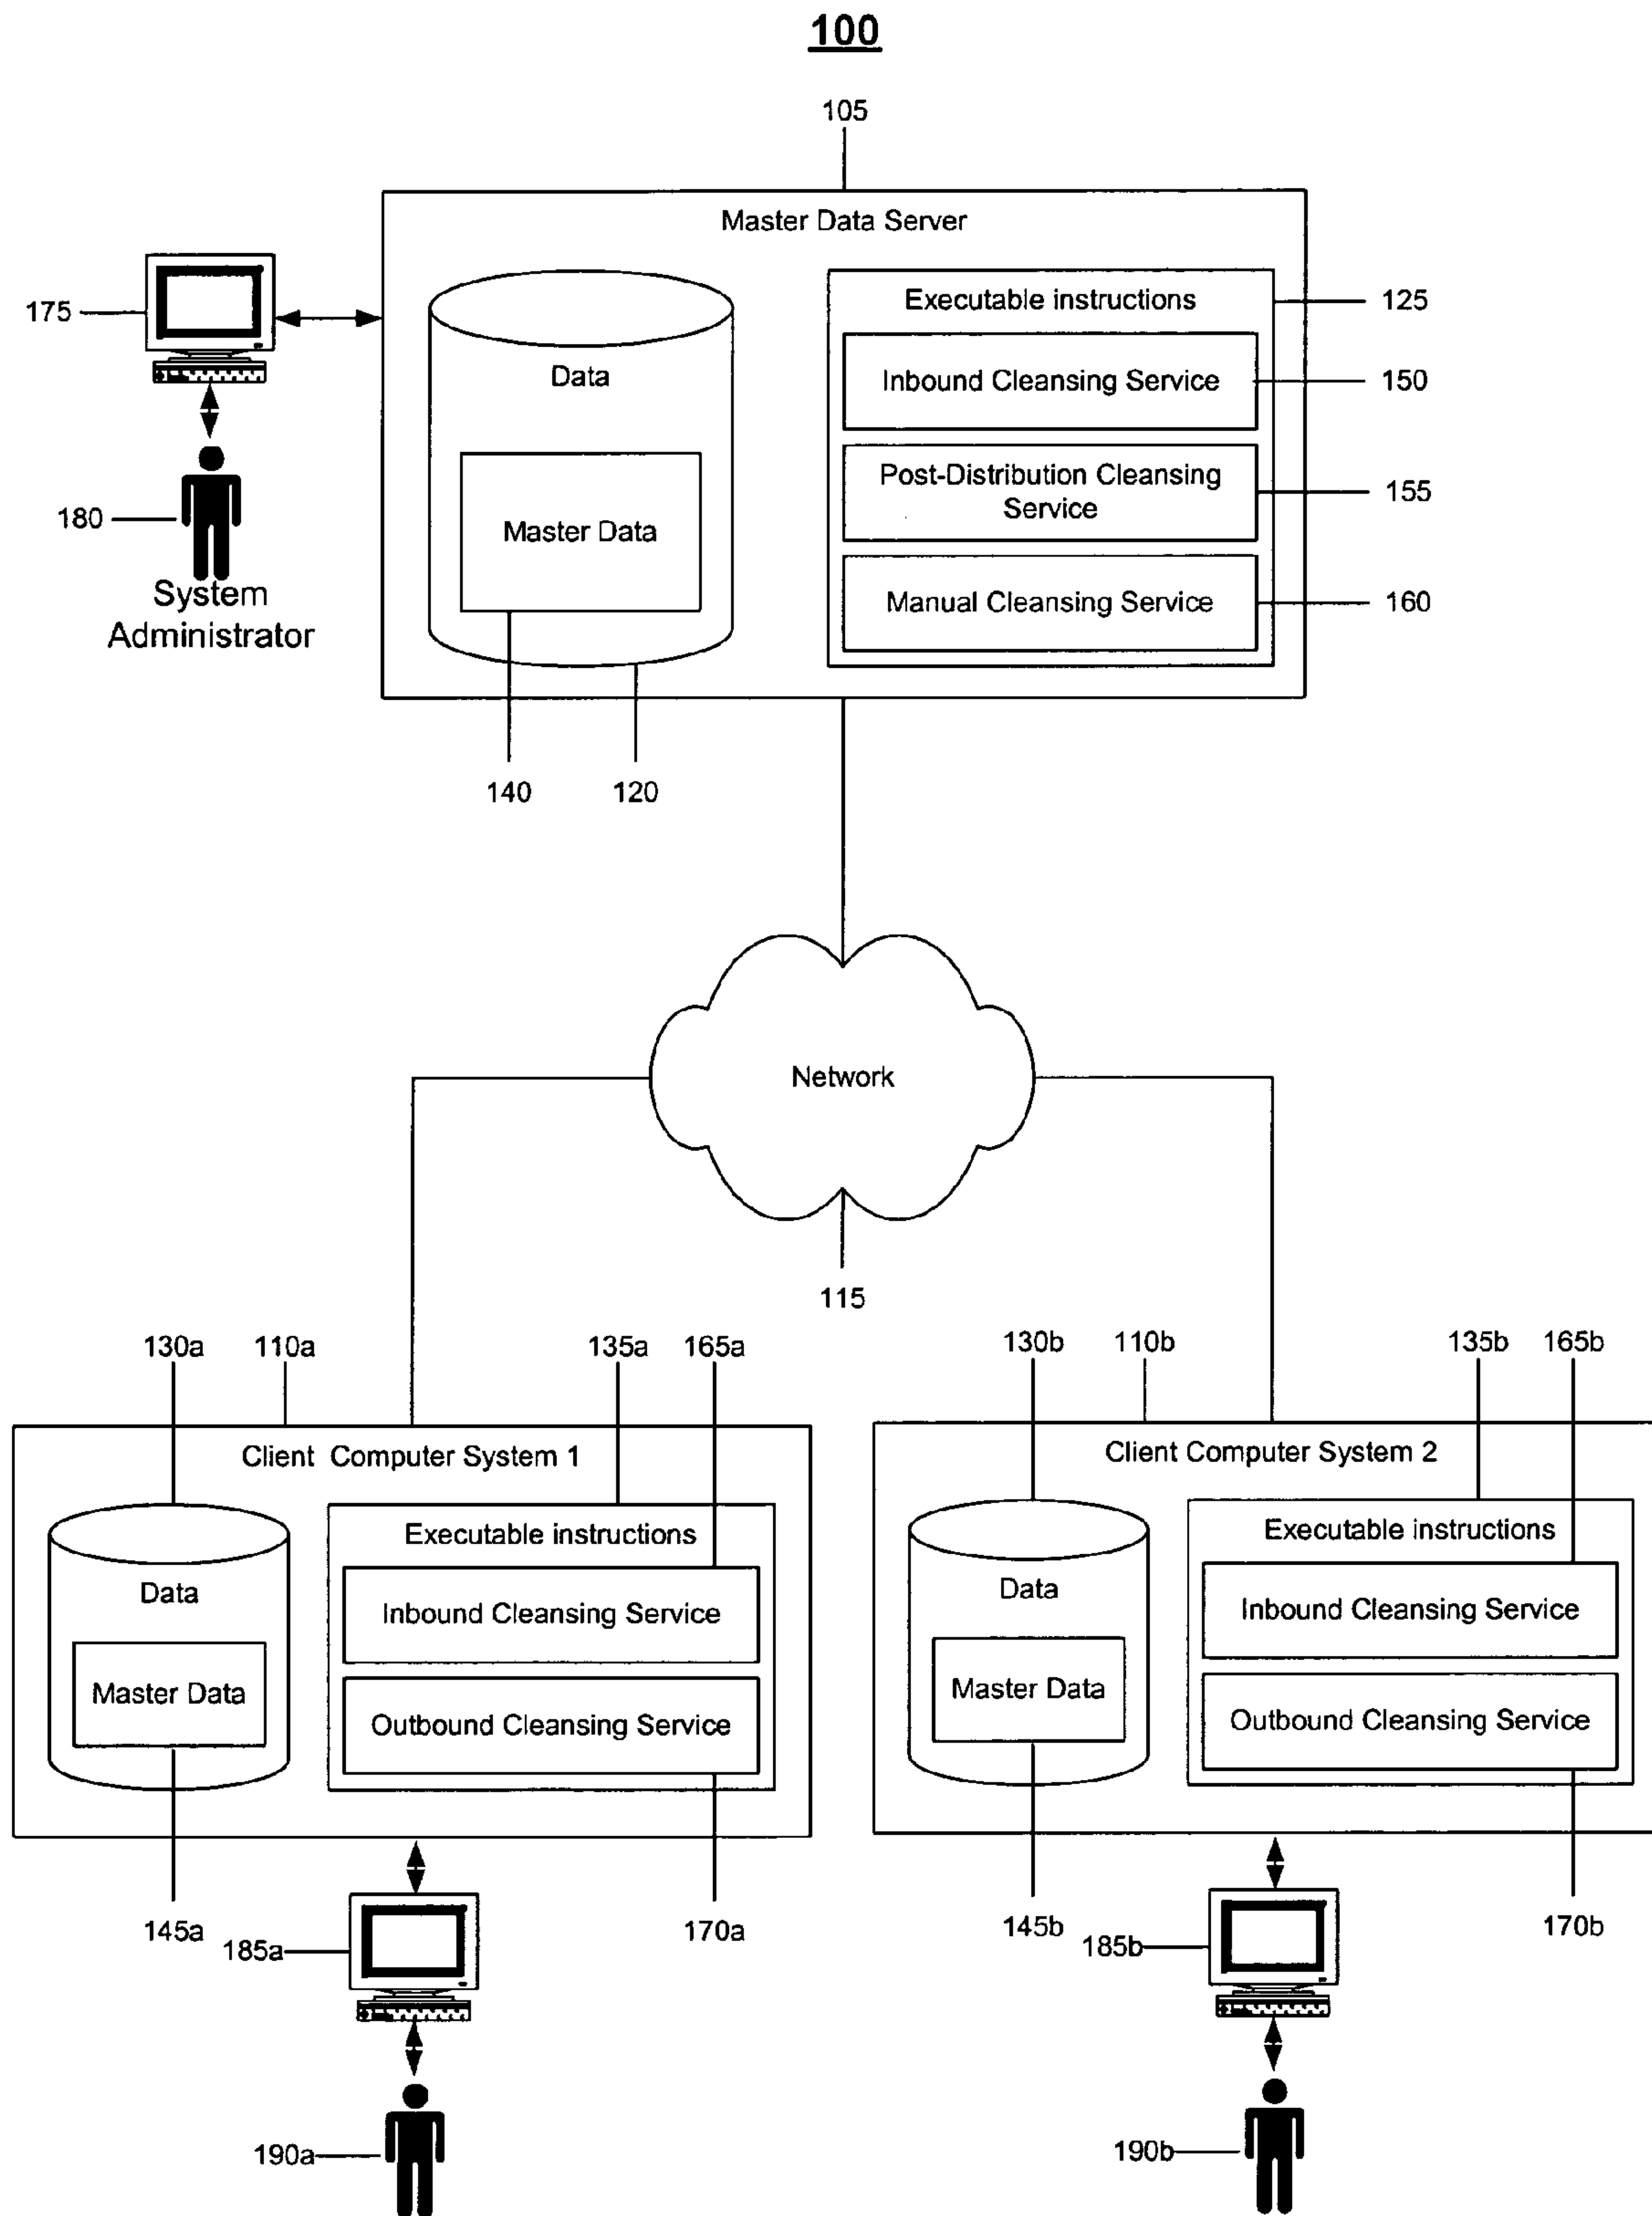 100
105
Master Data Server
175
Data
Master Data
Executable instructions
125
Inbound Cleansing Service
150
Post-Distribution Cleansing
Service
155
Manual Cleansing Service
160
180
System
Administrator
140
120
Network
115
130a
110a
135a
165a
Client Computer System 1
Data
Master Data
Executable instructions
Inbound Cleansing Service
Outbound Cleansing Service
145a
170a
185a
190a
130b
110b
135b
165b
Client Computer System 2
Data
Master Data
Executable instructions
Inbound Cleansing Service
Outbound Cleansing Service
145b
170b
185b
190b